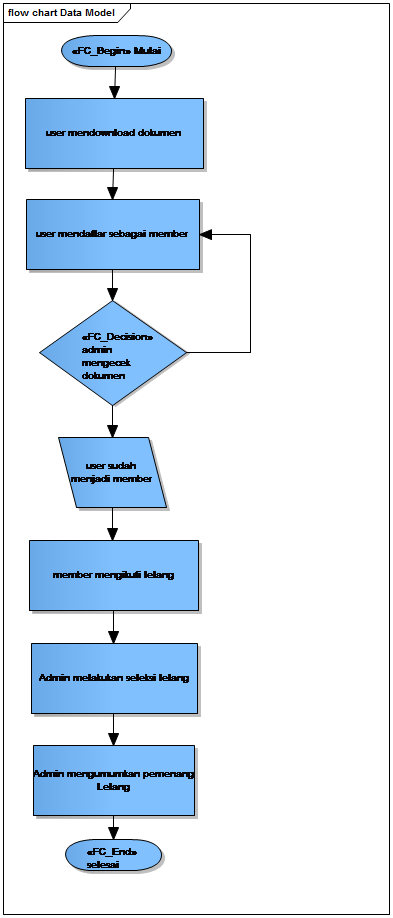 flow chart Data Model
«FC_Begin» Mulai
user mendownload dokumen
user mendaftar sebagai member
«FC_Decision»
admin
mengecek
dokumen
user sudah
menjadi member
member mengikuti lelang
Admin melakukan seleksi lelang
Admin mengumumkan pemenang
Lelang
«FC_End»
selesai